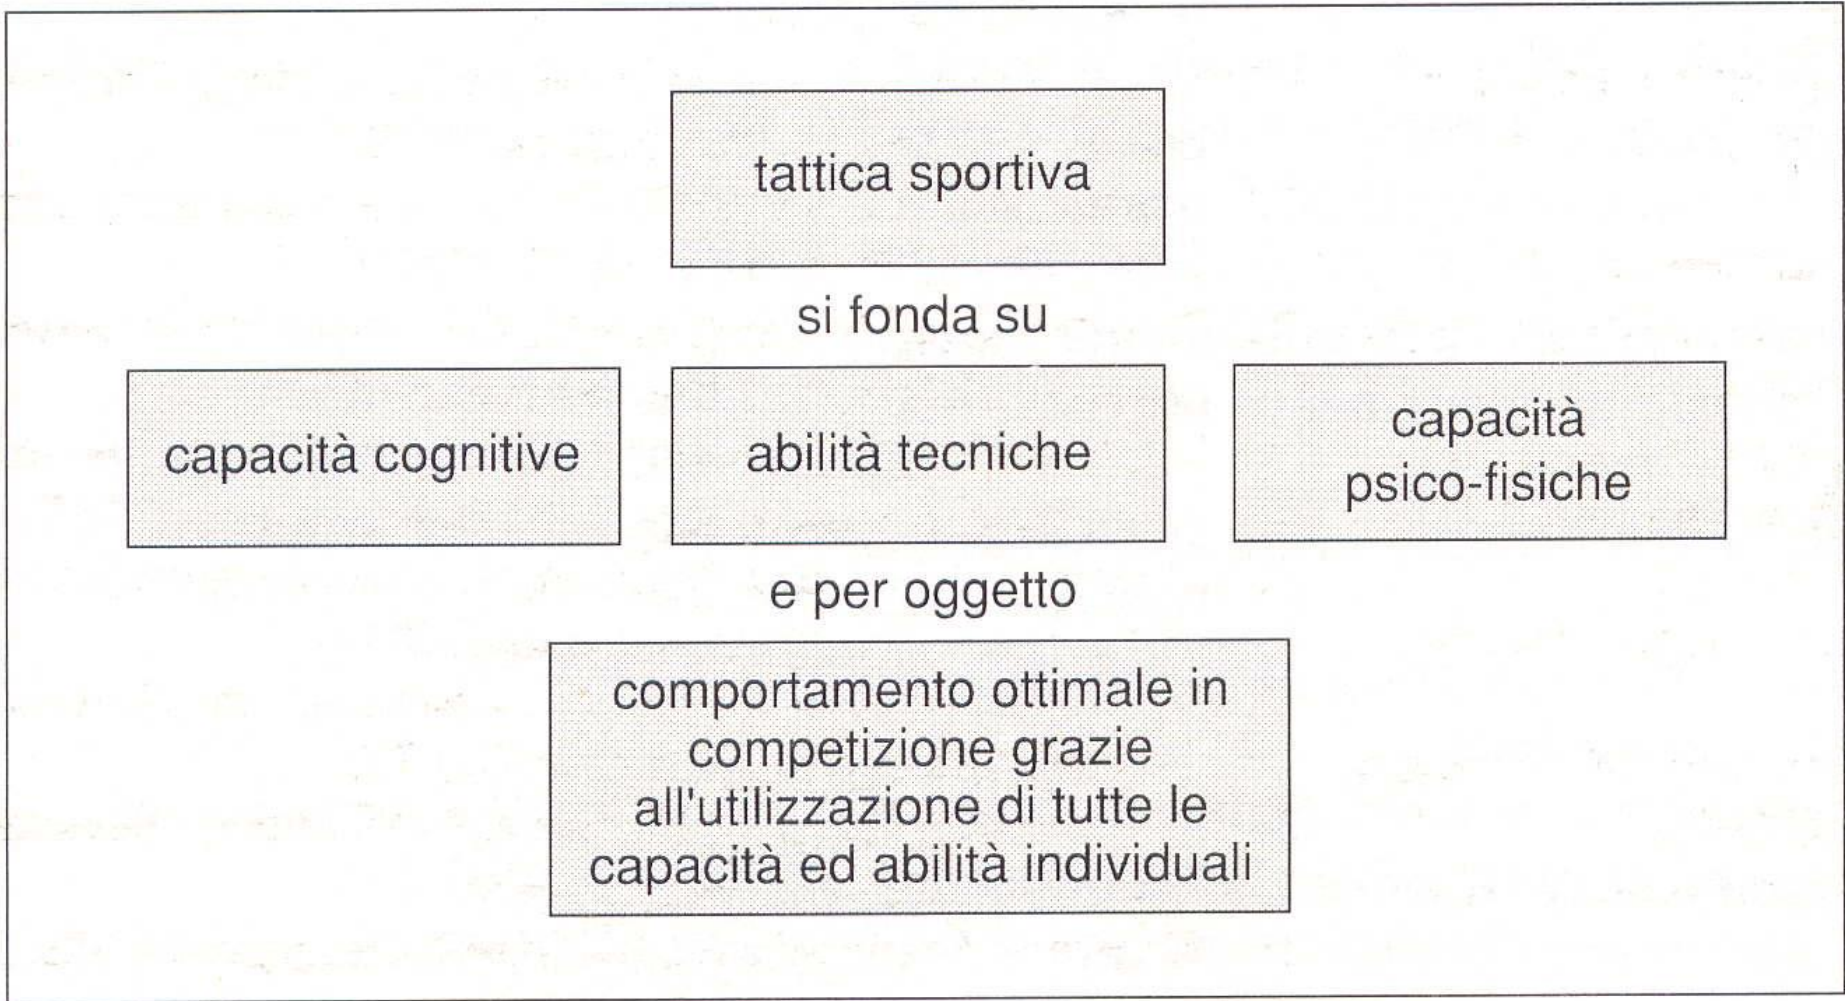 tattica sportiva
si fonda su
capacità cognitive
abilità tecniche
capacità
psico-fisiche
e per oggetto
comportamento ottimale in
competizione grazie
all'utilizzazione di tutte le
capacità ed abilità individuali